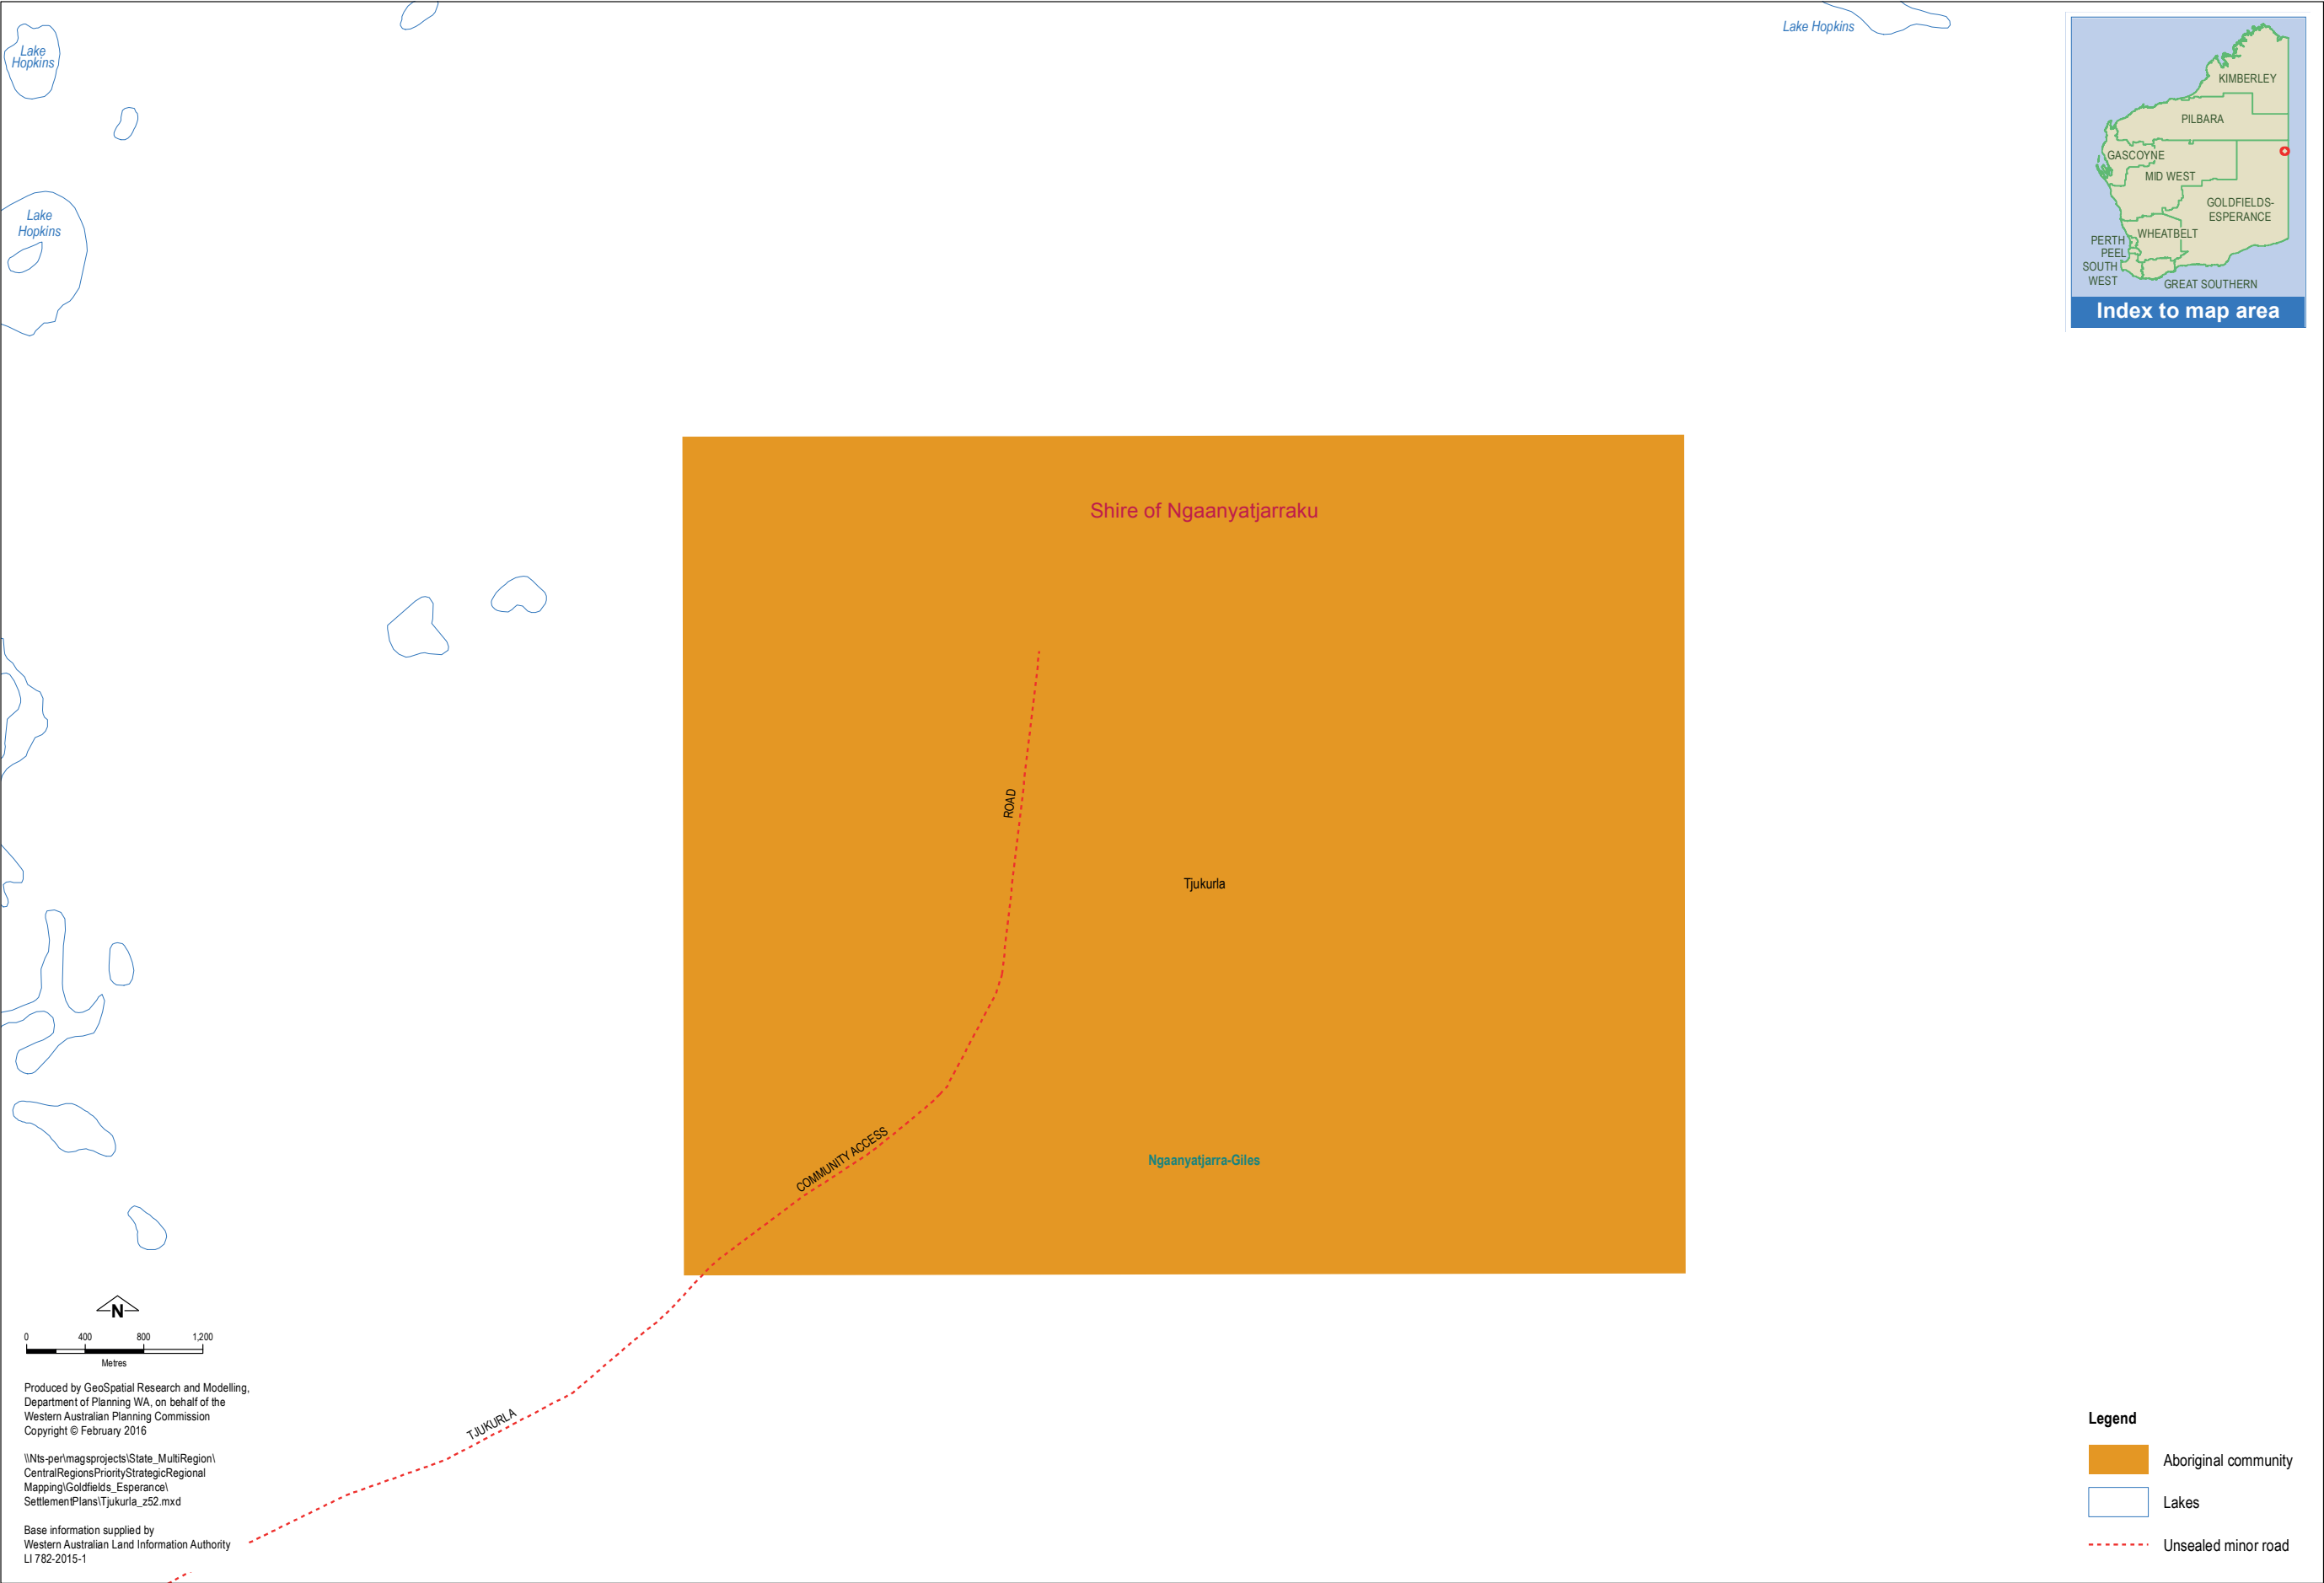 Lake
Hopkins
Lake Hopkins
Lake
Hopkins
KIMBERLEY
PILBARA
GASCOYNE
MID WEST
GOLDFIELDS-
ESPERANCE
WHEATBELT
PERTH
PEEL
SOUTH
WEST
GREAT SOUTHERN
Index to map area
Shire of Ngaanyatjarraku
ROAD
Tjukurla
COMMUNITY ACCESS
Ngaanyatjarra-Giles
TJUKURLA
N
0 400 800 1,200
Metres
Produced by GeoSpatial Research and Modelling,
Department of Planning WA, on behalf of the
Western Australian Planning Commission
Copyright © February 2016
\\Nts-per\magsprojects\State_MultiRegion\
CentralRegionsPriorityStrategicRegional
Mapping\Goldfields_Esperance\
SettlementPlans\Tjukurla_z52.mxd
Base information supplied by
Western Australian Land Information Authority
LI 782-2015-1
Legend
Aboriginal community
Lakes
Unsealed minor road